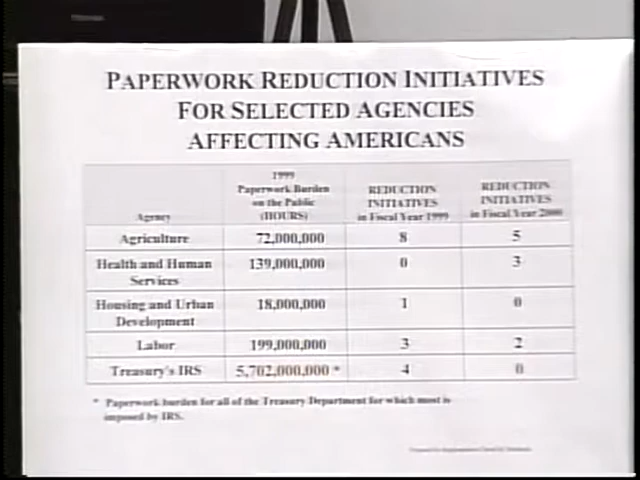 PAPERWORK REDUCTION INITIATIVES
FOR SELECTED AGENCIES
AFFECTING AMERICANS
Agency
1999
Paperwork Burden
on the Public
(HOURS)
REDUCTION
INITIATIVES
in Fiscal Year 1999
REDUCTION
INITIATIVES
in Fiscal Year 2000
Agriculture 72,000,000 8 5
Health and Human
Services 139,000,000 0 3
Housing and Urban
Development 18,000,000 1 0
Labor 199,000,000 3 2
Treasury's IRS 5,702,000,000 * 4 0
* Paperwork burden for all of the Treasury Department for which most is
imposed by IRS.